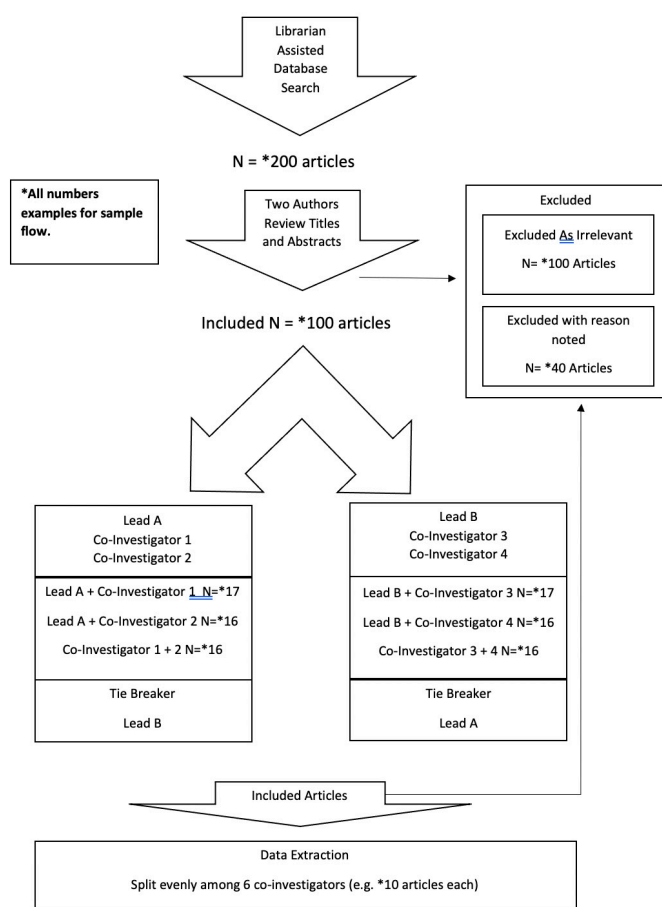 Librarian
Assisted
Database
Search
N = *200 articles
*All numbers
examples for sample
flow.
Two Authors
Review Titles
and Abstracts
Excluded
Excluded As Irrelevant
N= *100 Articles
Excluded with reason
noted
N= *40 Articles
Included N = *100 articles
Lead A
Co-Investigator 1
Co-Investigator 2
Lead A + Co-Investigator 1 N=*17
Lead A + Co-Investigator 2 N=*16
Co-Investigator 1 + 2 N=*16
Tie Breaker
Lead B
Lead B
Co-Investigator 3
Co-Investigator 4
Lead B + Co-Investigator 3 N=*17
Lead B + Co-Investigator 4 N=*16
Co-Investigator 3 + 4 N=*16
Tie Breaker
Lead A
Included Articles
Data Extraction
Split evenly among 6 co-investigators (e.g. *10 articles each)